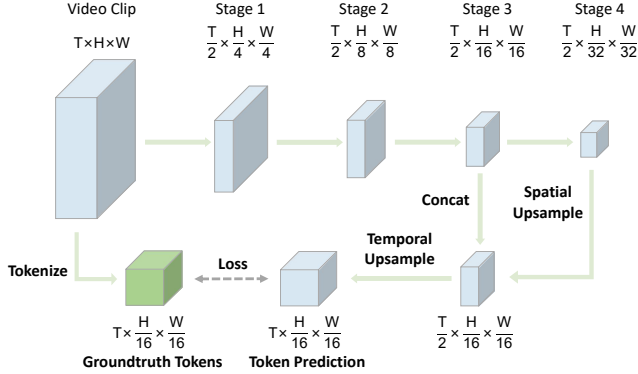 Video Clip
Stage 1
Stage 2
Stage 3
Stage 4
T×H×W
T/2 × H/4 × W/4
T/2 × H/8 × W/8
T/2 × H/16 × W/16
T/2 × H/32 × W/32
Concat
Spatial
Upsample
Tokenize
Loss
Temporal
Upsample
T× H/16 × W/16
T× H/16 × W/16
T/2 × H/16 × W/16
Groundtruth Tokens
Token Prediction